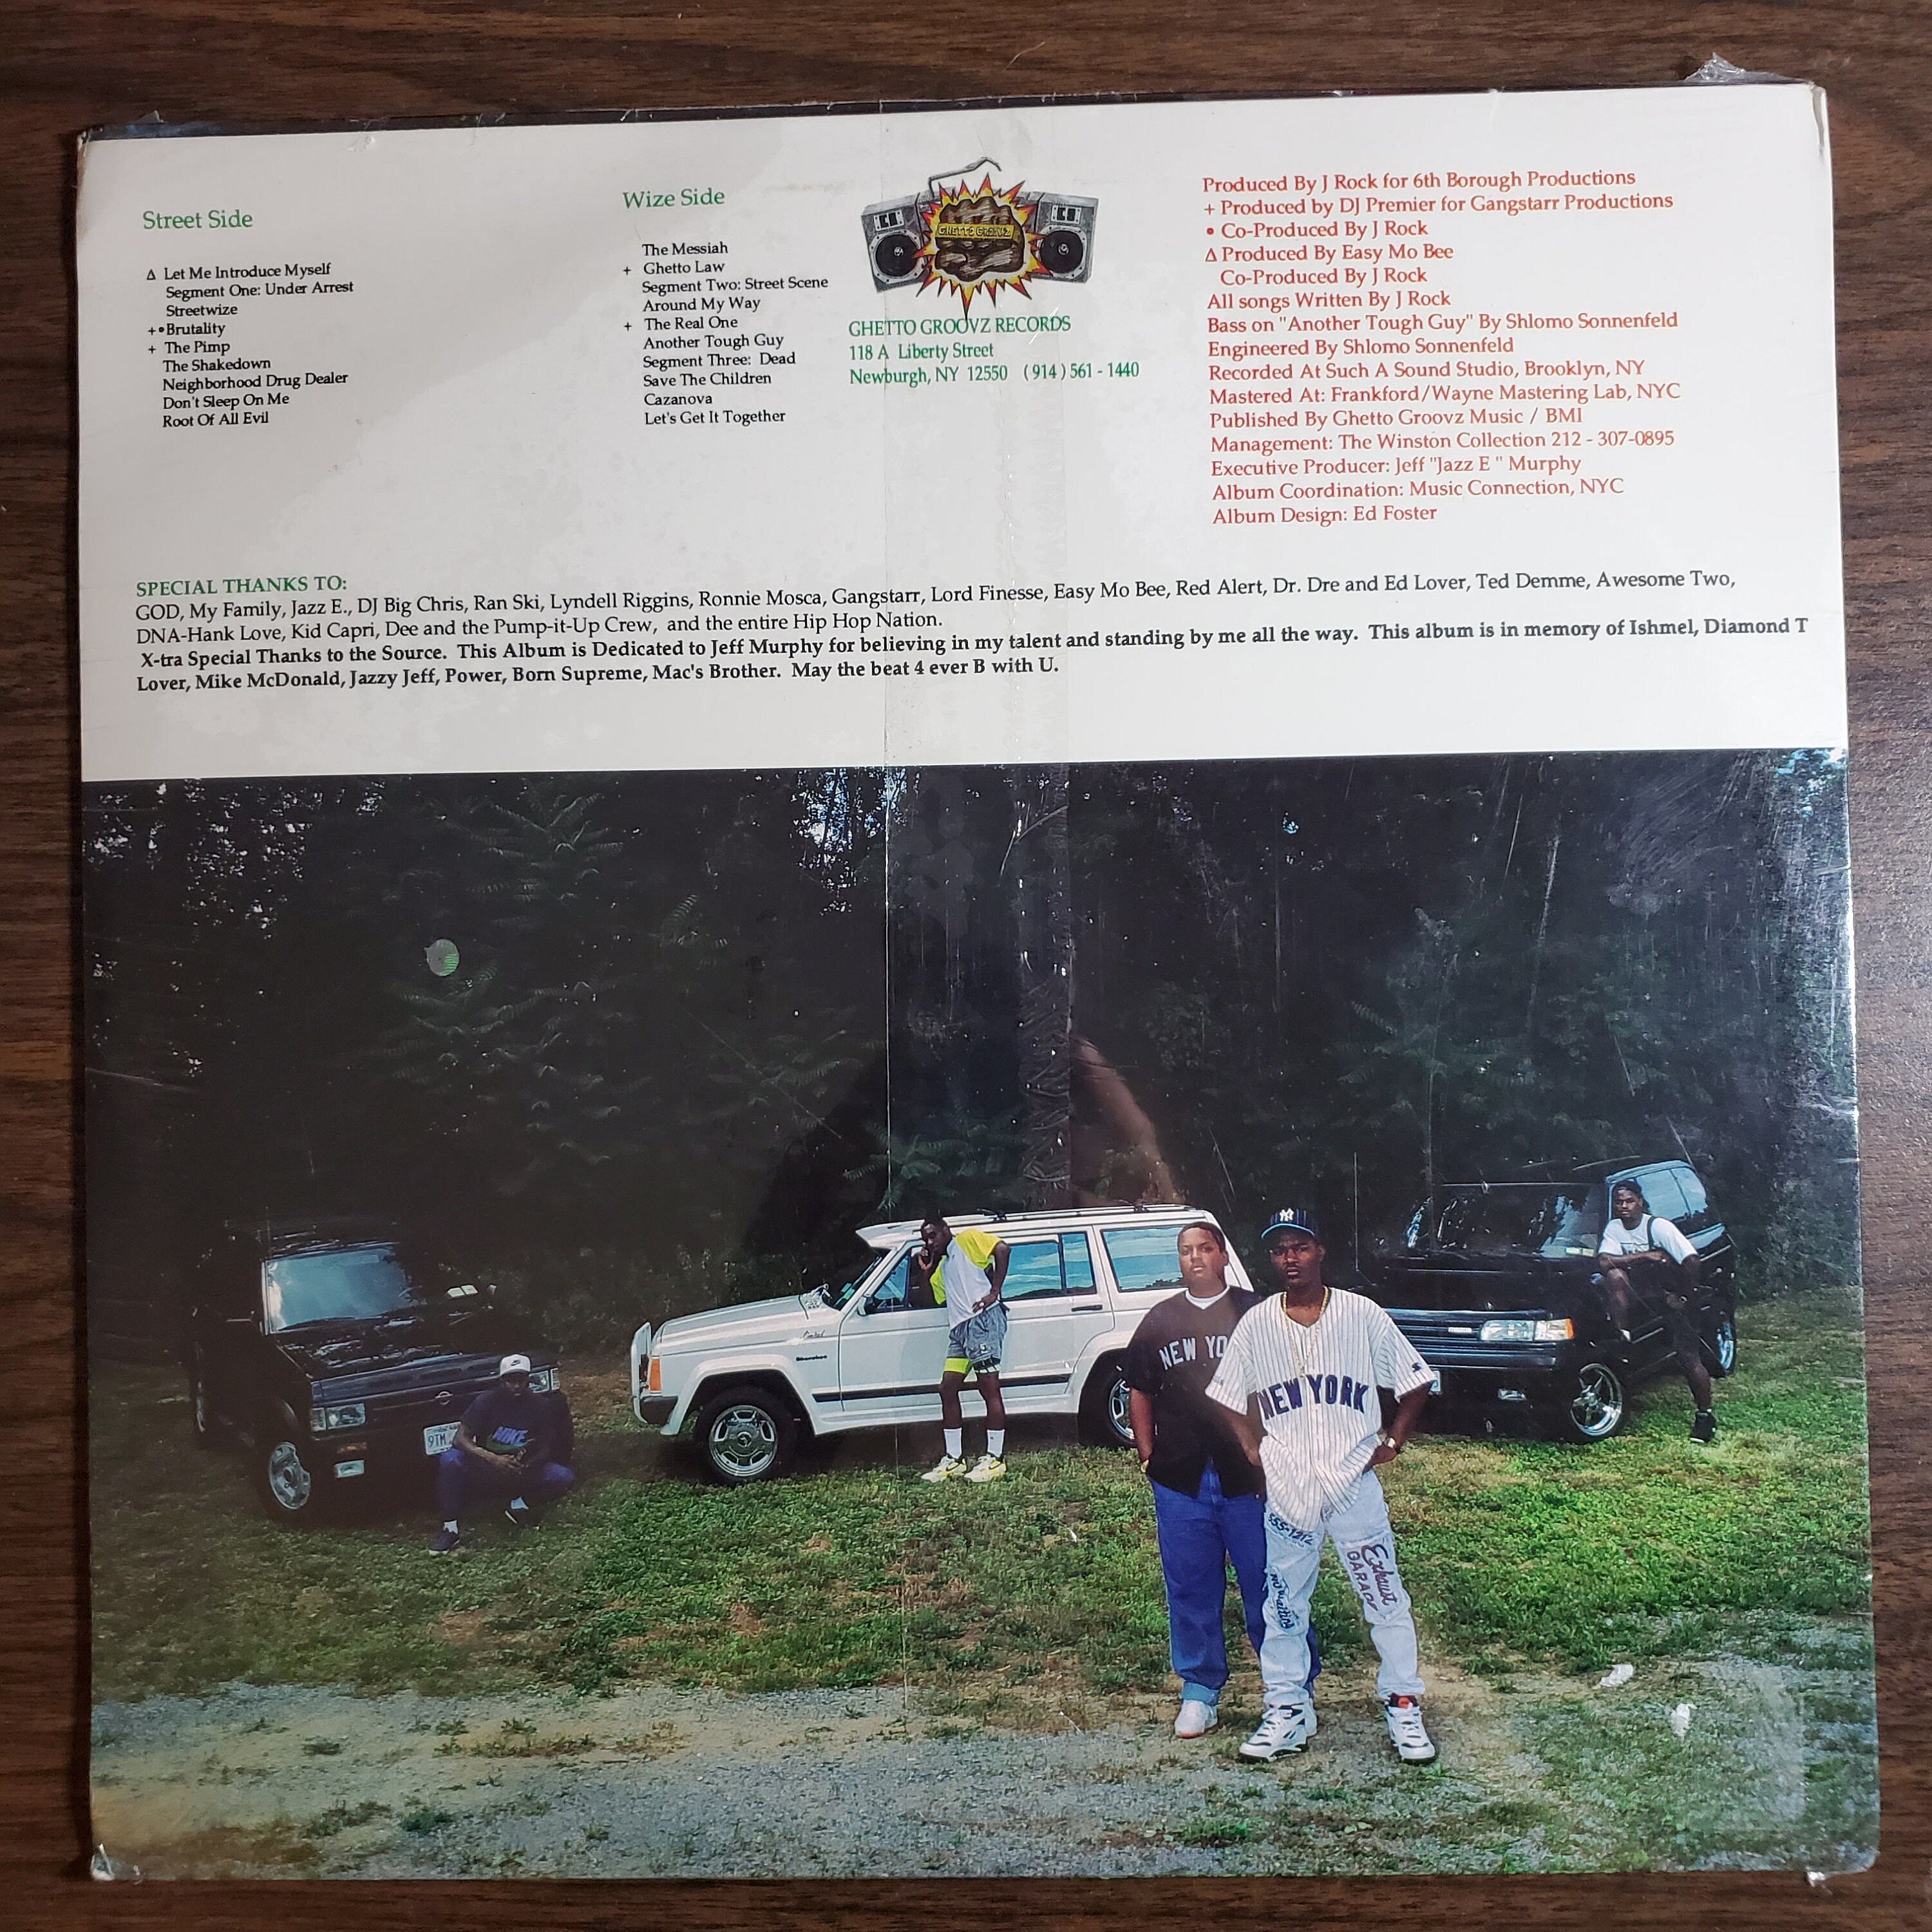 Street Side
Δ Let Me Introduce Myself
Segment One: Under Arrest
Streetwize
+• Brutality
+ The Pimp
The Shakedown
Neighborhood Drug Dealer
Don't Sleep On Me
Root Of All Evil
Wize Side
The Messiah
+ Ghetto Law
Segment Two: Street Scene
Around My Way
+ The Real One
Another Tough Guy
Segment Three: Dead
Save The Children
Cazanova
Let's Get It Together
GHETTO GROOVZ
GHETTO GROOVZ RECORDS
118 A Liberty Street
Newburgh, NY 12550 (914) 561 - 1440
Produced By J Rock for 6th Borough Productions
+ Produced by DJ Premier for Gangstarr Productions
• Co-Produced By J Rock
Δ Produced By Easy Mo Bee
Co-Produced By J Rock
All songs Written By J Rock
Bass on "Another Tough Guy" By Shlomo Sonnenfeld
Engineered By Shlomo Sonnenfeld
Recorded At Such A Sound Studio, Brooklyn, NY
Mastered At: Frankford/Wayne Mastering Lab, NYC
Published By Ghetto Groovz Music / BMI
Management: The Winston Collection 212 - 307-0895
Executive Producer: Jeff "Jazz E " Murphy
Album Coordination: Music Connection, NYC
Album Design: Ed Foster
SPECIAL THANKS TO:
GOD, My Family, Jazz E., DJ Big Chris, Ran Ski, Lyndell Riggins, Ronnie Mosca, Gangstarr, Lord Finesse, Easy Mo Bee, Red Alert, Dr. Dre and Ed Lover, Ted Demme, Awesome Two,
DNA-Hank Love, Kid Capri, Dee and the Pump-it-Up Crew, and the entire Hip Hop Nation.
X-tra Special Thanks to the Source. This Album is Dedicated to Jeff Murphy for believing in my talent and standing by me all the way. This album is in memory of Ishmel, Diamond T
Lover, Mike McDonald, Jazzy Jeff, Power, Born Supreme, Mac's Brother. May the beat 4 ever B with U.
NY
NEW YO
NEW YORK
NIKE
9TM
Cherokee
555-1212
Exhaust
GARAGE